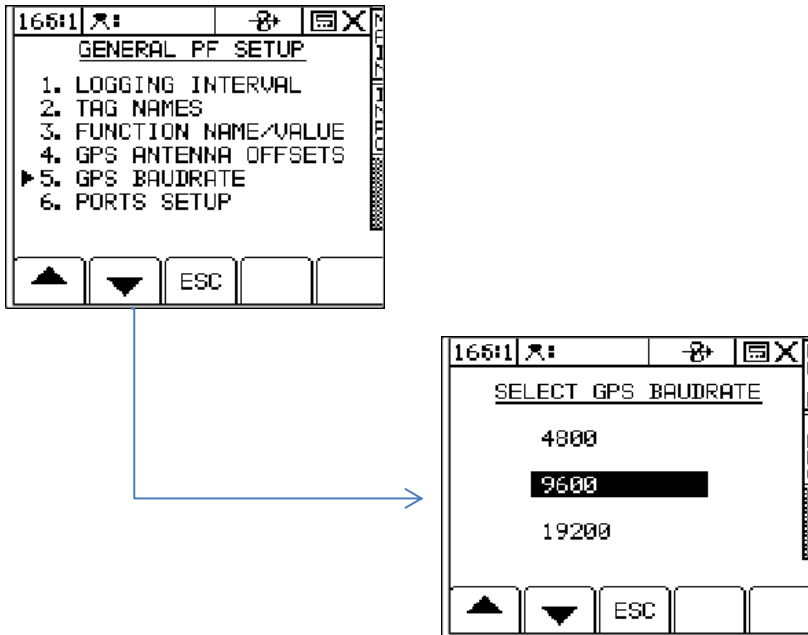 166:1
GENERAL PF SETUP
1. LOGGING INTERVAL
2. TAG NAMES
3. FUNCTION NAME/VALUE
4. GPS ANTENNA OFFSETS
5. GPS BAUDRATE
6. PORTS SETUP
ESC
166:1
SELECT GPS BAUDRATE
4800
9600
19200
ESC